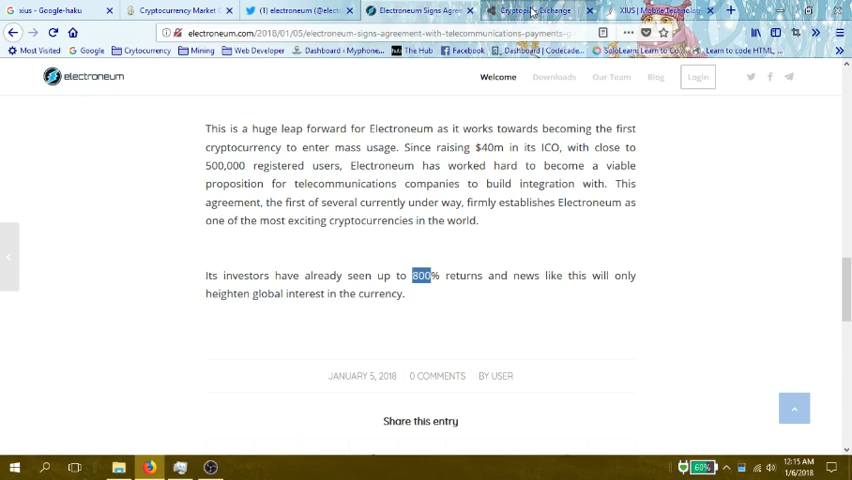 xius - Google-haku
Cryptocurrency Market C
(1) electroneum (@elect
Electroneum Signs Agre
Cryptopia Exchange
XIUS | Mobile Technolo
electroneum.com/2018/01/05/electroneum-signs-agreement-with-telecommunications-payments-g
Most Visited Growth Crytocurrency Mining Web Developer Dashboard ‹ Myphone... The Hub Facebook Dashboard | Codecade... SoloLearn: Learn to Co... Learn to code HTML,
electroneum
Welcome Downloads Our Team Blog Login
This is a huge leap forward for Electroneum as it works towards becoming the first
cryptocurrency to enter mass usage. Since raising $40m in its ICO, with close to
500,000 registered users, Electroneum has worked hard to become a viable
proposition for telecommunications companies to build integration with. This
agreement, the first of several currently under way, firmly establishes Electroneum as
one of the most exciting cryptocurrencies in the world.
Its investors have already seen up to 800% returns and news like this will only
heighten global interest in the currency.
JANUARY 5, 2018 0 COMMENTS BY USER
Share this entry
60%
12:15 AM
1/6/2018